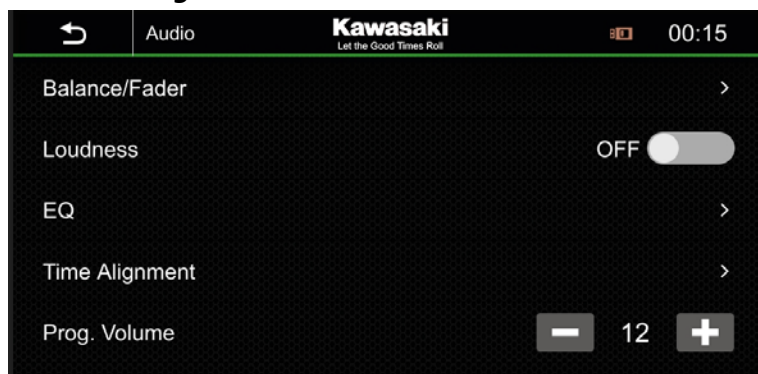 Audio
Kawasaki
Let the Good Times Roll
00:15
Balance/Fader
Loudness OFF
EQ
Time Alignment
Prog. Volume 12